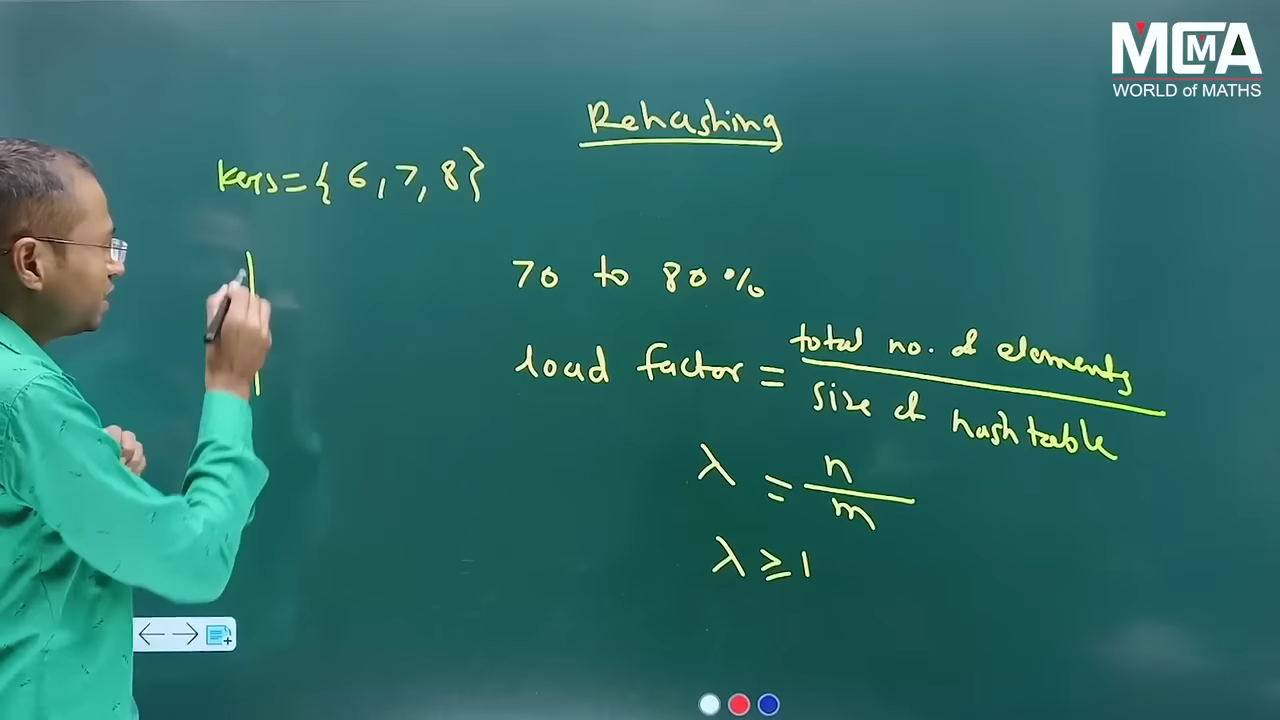 MCMA
WORLD of MATHS
Rehashing
keys = { 6, 7, 8 }
70 to 80 %
load factor = total no. of elements
size of hash table
λ = n
m
λ ≥ 1